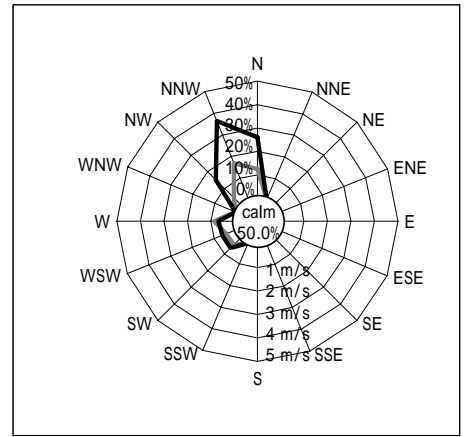 N
50%
NNW
NNE
40%
NW
NE
30%
20%
WNW
ENE
10%
0%
calm
W
E
50.0%
WSW
ESE
1 m/s
2 m/s
SW
SE
3 m/s
4 m/s
SSW
SSE
5 m/s
S